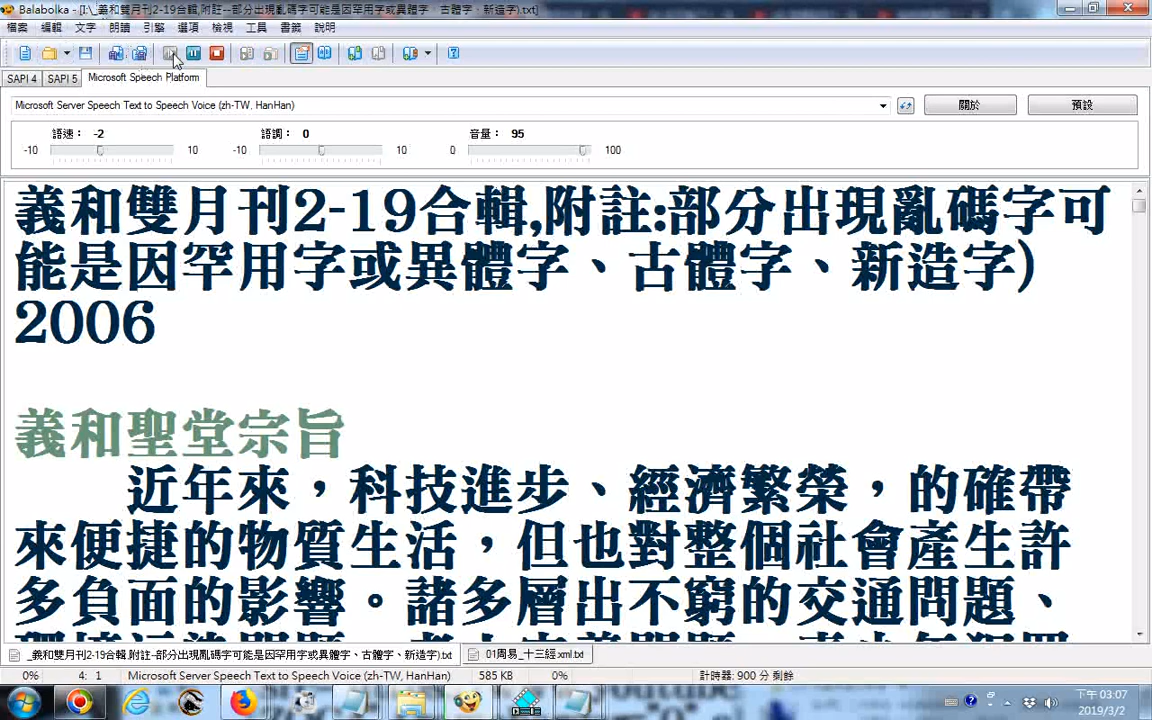 Balabolka - [I:\_義和雙月刊2-19合輯,附註--部分出現亂碼字可能是因罕用字或異體字、古體字、新造字).txt]
檔案 編輯 文字 朗讀 引擎 選項 檢視 工具 書籤 說明
SAPI 4 SAPI 5 Microsoft Speech Platform
Microsoft Server Speech Text to Speech Voice (zh-TW, HanHan) 關於 預設
語速： -2 語調： 0 音量： 95
-10 10 -10 10 0 100
義和雙月刊2-19合輯,附註:部分出現亂碼字可
能是因罕用字或異體字、古體字、新造字)
2006
義和聖堂宗旨
近年來，科技進步、經濟繁榮，的確帶
來便捷的物質生活，但也對整個社會產生許
多負面的影響。諸多層出不窮的交通問題、
_義和雙月刊2-19合輯,附註--部分出現亂碼字可能是因罕用字或異體字、古體字、新造字).txt 01周易_十三經.xml.txt
0% 4: 1 Microsoft Server Speech Text to Speech Voice (zh-TW, HanHan) 585 KB 0% 計時器: 900 分 剩餘
下午 03:07
2019/3/2